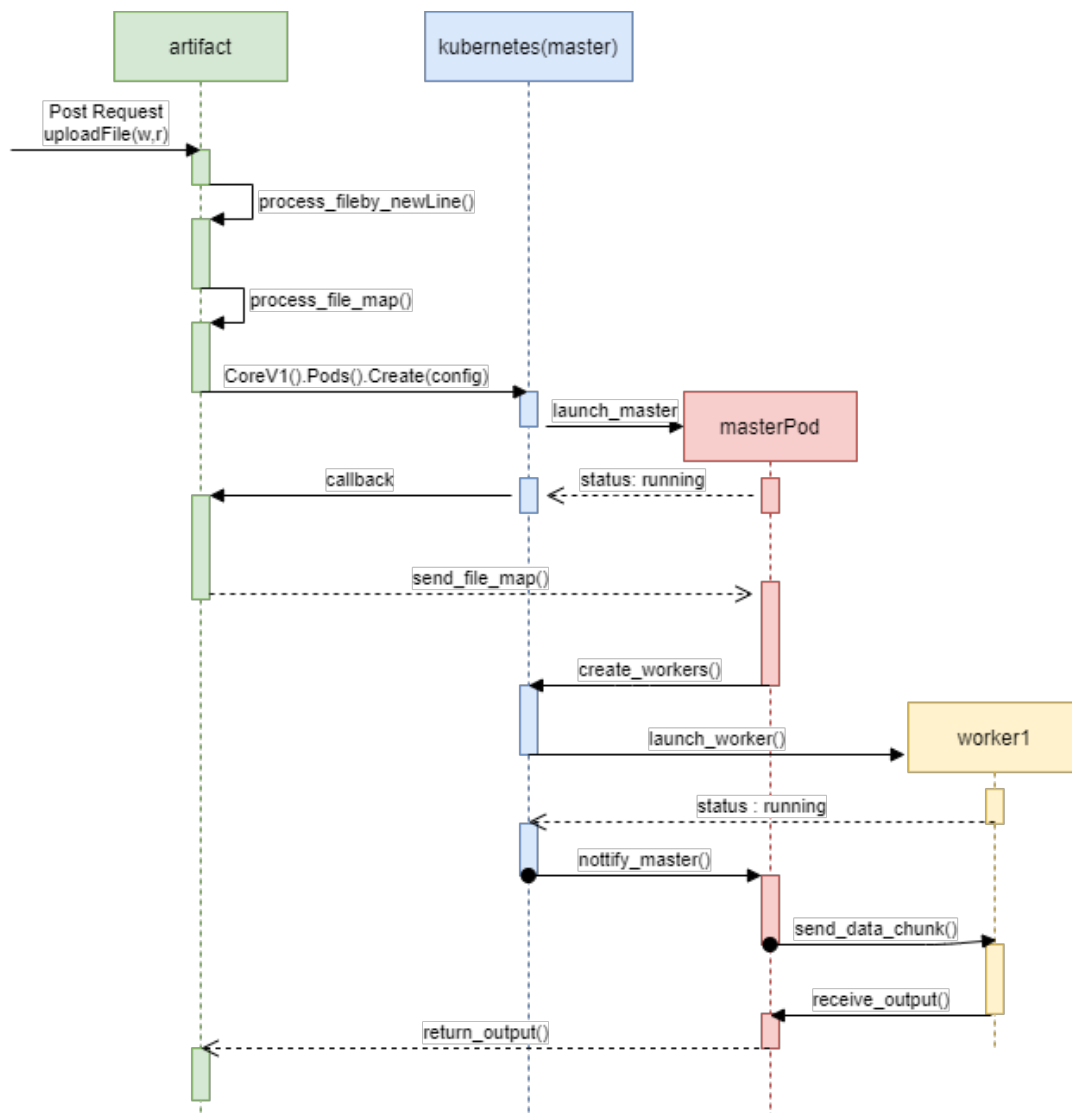 artifact
kubernetes(master)
Post Request
uploadFile(w,r)
process_fileby_newLine()
process_file_map()
CoreV1().Pods().Create(config)
launch_master
masterPod
callback
status: running
send_file_map()
create_workers()
launch_worker()
worker1
status : running
nottify_master()
send_data_chunk()
receive_output()
return_output()